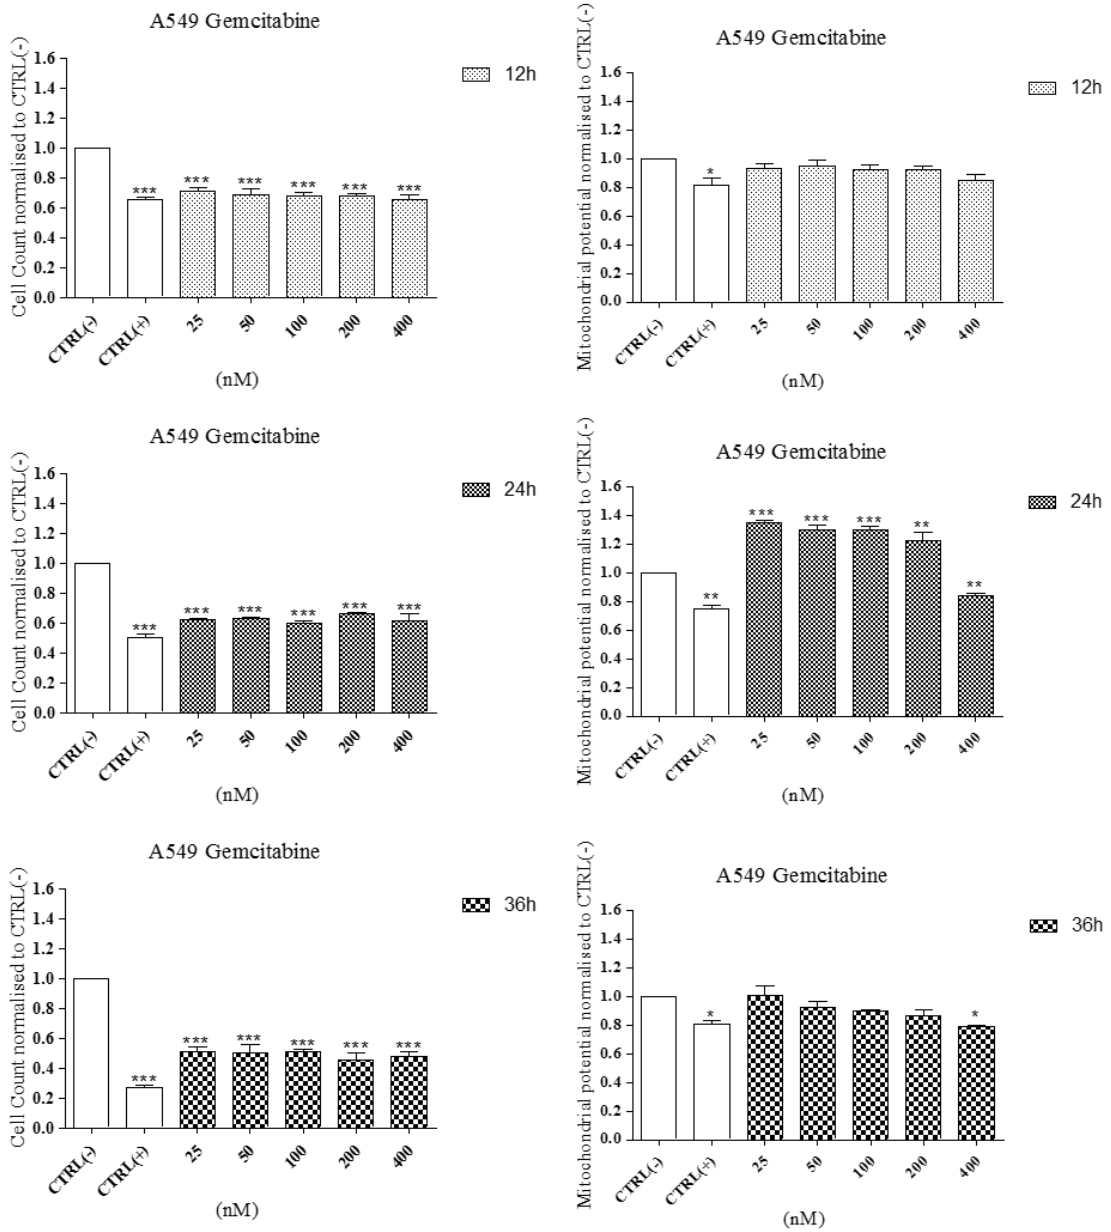 A549 Gemcitabine
Cell Count normalised to CTRL(-)
1.6
1.4
1.2
1.0
0.8
0.6
0.4
0.2
0.0
*** *** *** *** *** ***
CTRL(-) CTRL(+) 25 50 100 200 400
(nM)
12h
A549 Gemcitabine
Mitochondrial potential normalised to CTRL(-)
1.6
1.4
1.2
1.0
0.8
0.6
0.4
0.2
0.0
*
CTRL(-) CTRL(+) 25 50 100 200 400
(nM)
12h
A549 Gemcitabine
Cell Count normalised to CTRL(-)
1.6
1.4
1.2
1.0
0.8
0.6
0.4
0.2
0.0
*** *** *** *** *** ***
CTRL(-) CTRL(+) 25 50 100 200 400
(nM)
24h
A549 Gemcitabine
Mitochondrial potential normalised to CTRL(-)
1.6
1.4
1.2
1.0
0.8
0.6
0.4
0.2
0.0
** *** *** *** ** **
CTRL(-) CTRL(+) 25 50 100 200 400
(nM)
24h
A549 Gemcitabine
Cell Count normalised to CTRL(-)
1.6
1.4
1.2
1.0
0.8
0.6
0.4
0.2
0.0
*** *** *** *** *** ***
CTRL(-) CTRL(+) 25 50 100 200 400
(nM)
36h
A549 Gemcitabine
Mitochondrial potential normalised to CTRL(-)
1.6
1.4
1.2
1.0
0.8
0.6
0.4
0.2
0.0
* *
CTRL(-) CTRL(+) 25 50 100 200 400
(nM)
36h